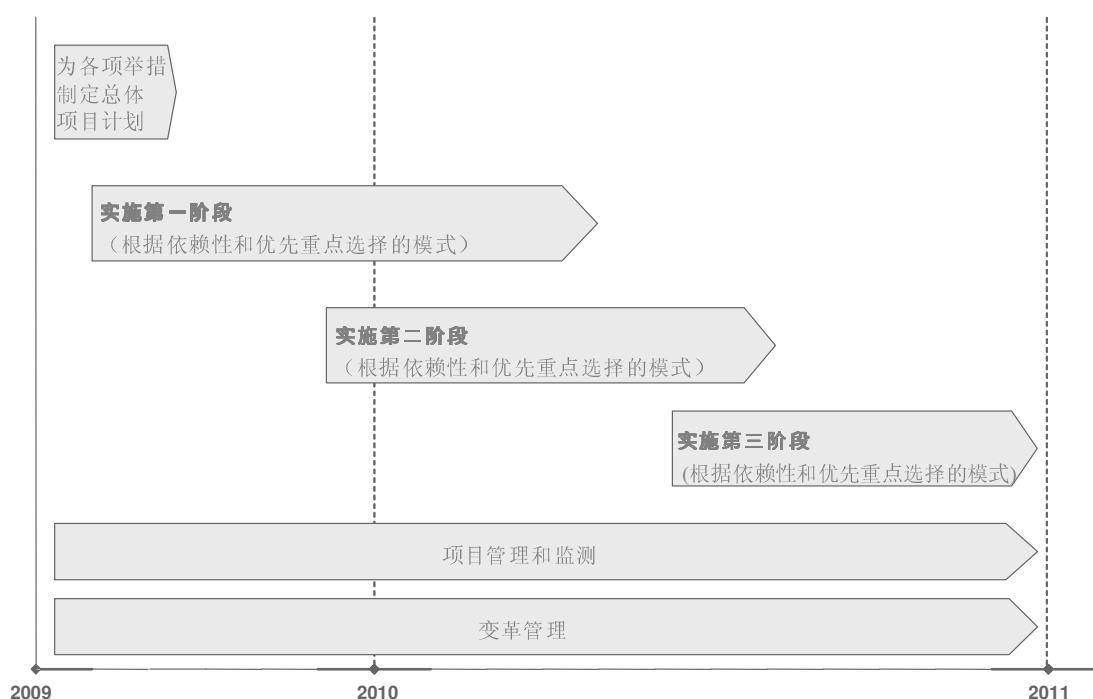 为各项举措
制定总体
项目计划
实施第一阶段
（根据依赖性和优先重点选择的模式）
实施第二阶段
（根据依赖性和优先重点选择的模式）
实施第三阶段
(根据依赖性和优先重点选择的模式)
项目管理和监测
变革管理
2009
2010
2011